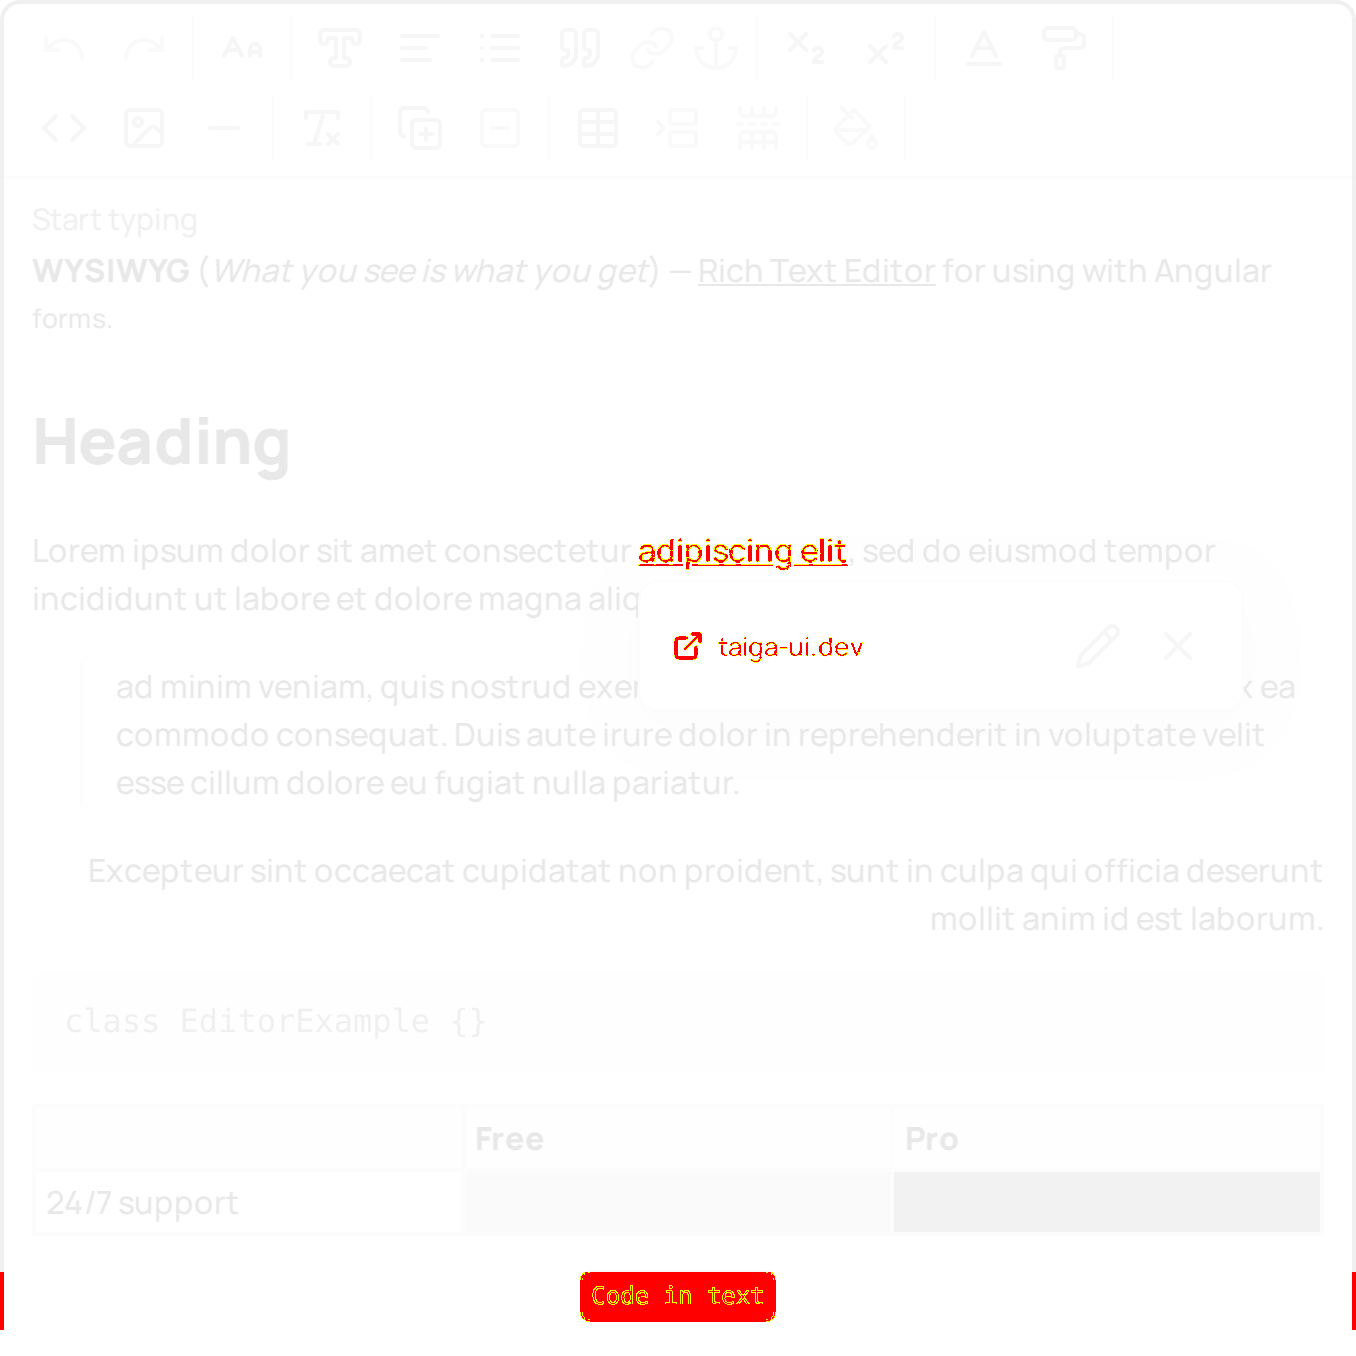 Start typing
WYSIWYG (What you see is what you get) — Rich Text Editor for using with Angular
forms.
Heading
Lorem ipsum dolor sit amet consectetur adipiscing elit, sed do eiusmod tempor
incididunt ut labore et dolore magna aliq
taiga-ui.dev
ad minim veniam, quis nostrud exer x ea
commodo consequat. Duis aute irure dolor in reprehenderit in voluptate velit
esse cillum dolore eu fugiat nulla pariatur.
Excepteur sint occaecat cupidatat non proident, sunt in culpa qui officia deserunt
mollit anim id est laborum.
class EditorExample {}
Free Pro
24/7 support
Code in text